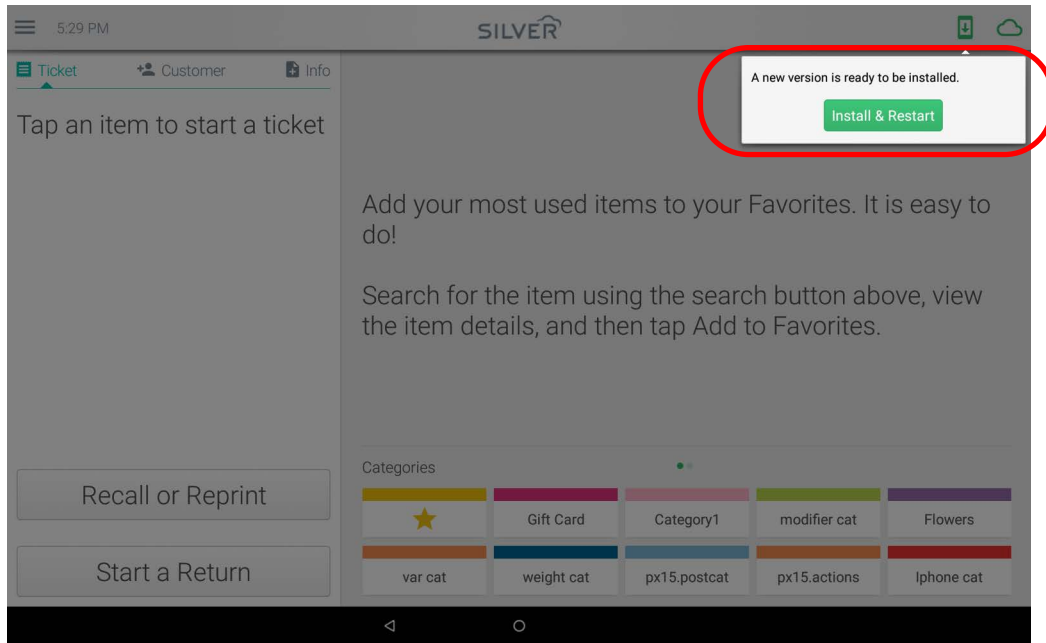 5:29 PM
SILVER
Ticket
Customer
Info
A new version is ready to be installed.
Install & Restart
Tap an item to start a ticket
Add your most used items to your Favorites. It is easy to
do!
Search for the item using the search button above, view
the item details, and then tap Add to Favorites.
Recall or Reprint
Start a Return
Categories
Gift Card
Category1
modifier cat
Flowers
var cat
weight cat
px15.postcat
px15.actions
Iphone cat